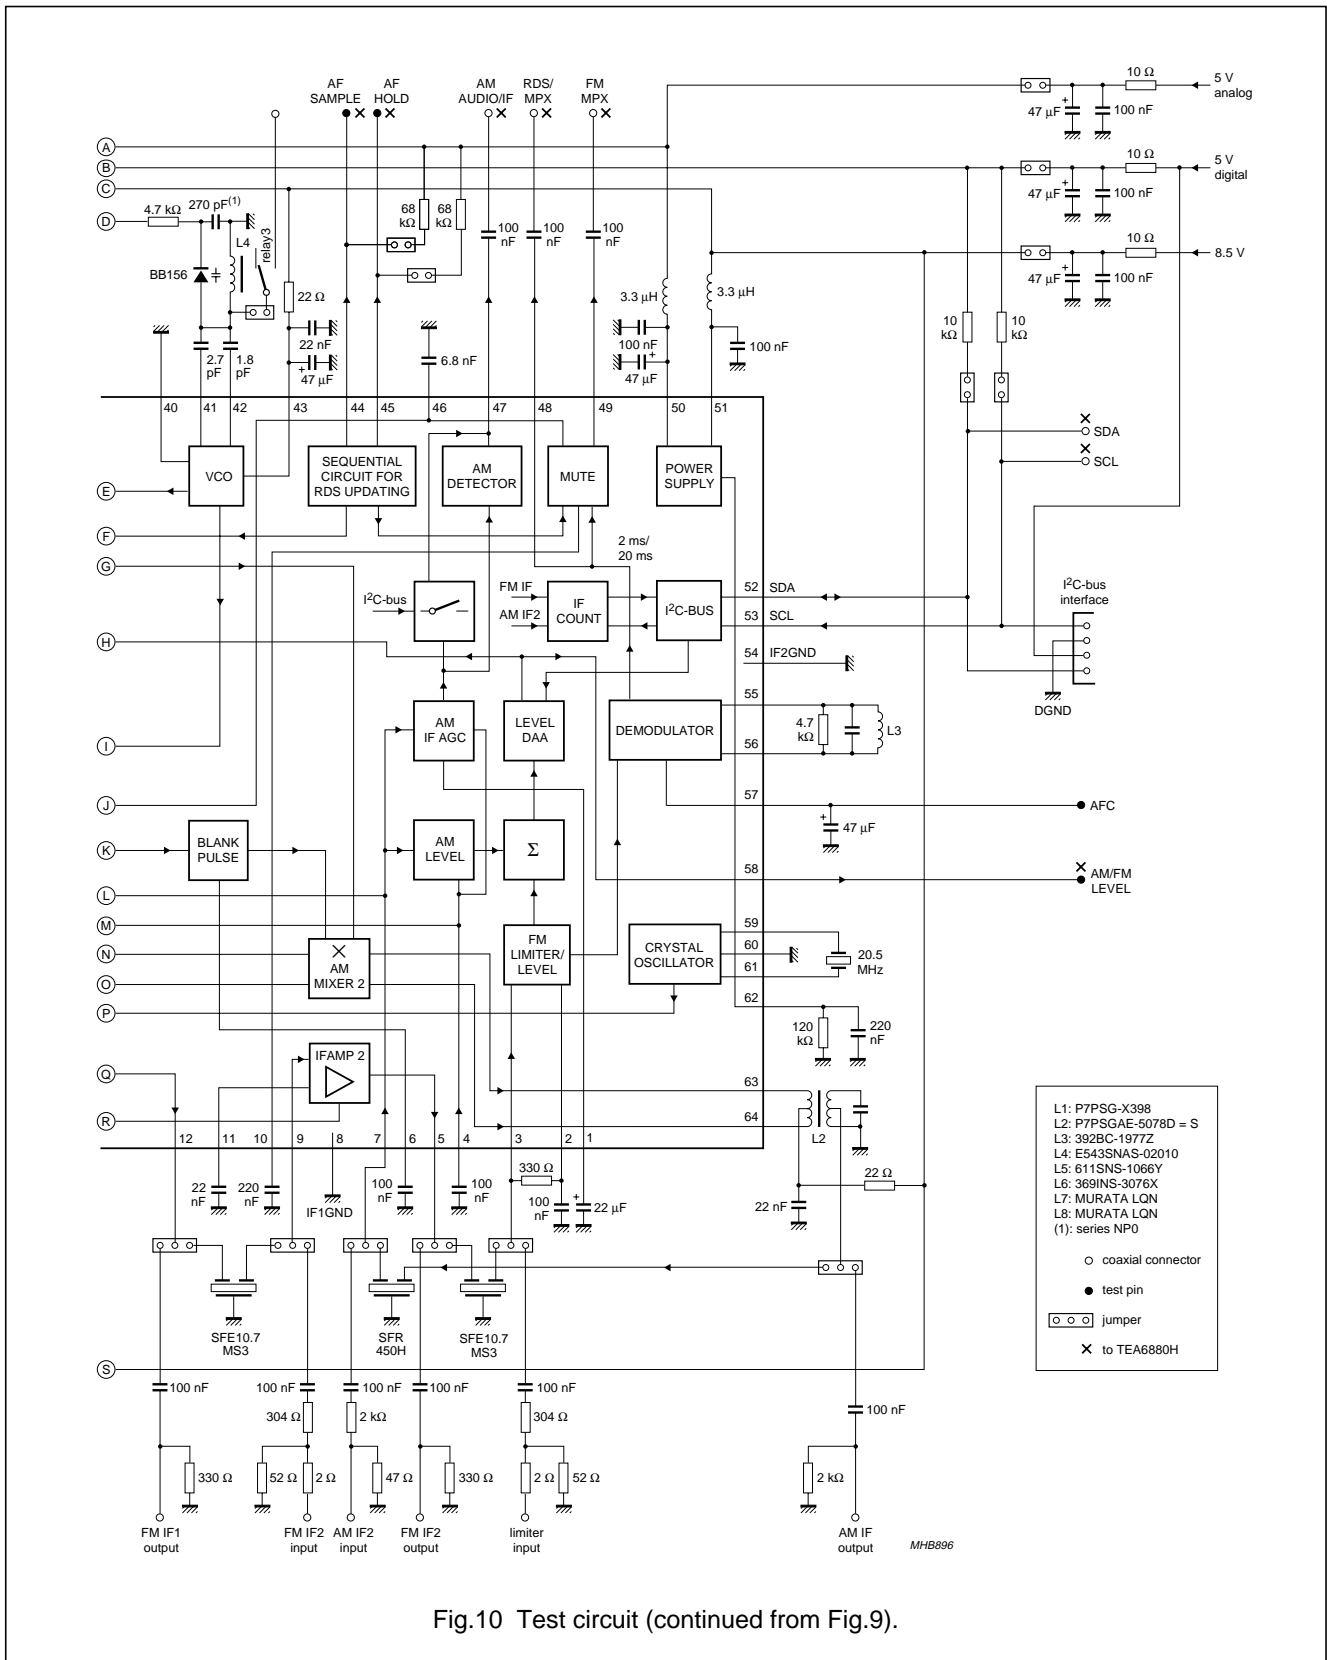 AF SAMPLE
AF HOLD
AM AUDIO/IF
RDS/ MPX
FM MPX
10 Ω
5 V analog
47 µF
100 nF
A
B
10 Ω
5 V digital
C
47 µF
100 nF
270 pF(1)
4.7 kΩ
D
L4
relay3
68 kΩ
68 kΩ
100 nF
100 nF
100 nF
10 Ω
8.5 V
47 µF
100 nF
BB156
22 Ω
3.3 µH
3.3 µH
10 kΩ
10 kΩ
22 nF
47 µF
2.7 pF
1.8 pF
6.8 nF
100 nF
47 µF
100 nF
40
41
42
43
44
45
46
47
48
49
50
51
SDA
SCL
VCO
SEQUENTIAL CIRCUIT FOR RDS UPDATING
AM DETECTOR
MUTE
POWER SUPPLY
E
F
G
2 ms/ 20 ms
I2C-bus
FM IF
AM IF2
IF COUNT
I2C-BUS
52
SDA
53
SCL
I2C-bus interface
H
54
IF2GND
DGND
55
AM IF AGC
LEVEL DAA
DEMODULATOR
4.7 kΩ
L3
56
I
57
J
AFC
47 µF
K
BLANK PULSE
AM LEVEL
Σ
58
AM/FM LEVEL
L
M
59
N
AM MIXER 2
FM LIMITER/ LEVEL
CRYSTAL OSCILLATOR
60
61
20.5 MHz
O
62
P
120 kΩ
220 nF
IFAMP 2
Q
63
R
64
L2
12
11
10
9
8
7
6
5
4
3
2
1
22 nF
220 nF
IF1GND
100 nF
100 nF
330 Ω
100 nF
22 µF
22 nF
22 Ω
L1: P7PSG-X398
L2: P7PSGAE-5078D = S
L3: 392BC-1977Z
L4: E543SNAS-02010
L5: 611SNS-1066Y
L6: 369INS-3076X
L7: MURATA LQN
L8: MURATA LQN
(1): series NP0
coaxial connector
test pin
jumper
to TEA6880H
SFE10.7 MS3
SFR 450H
SFE10.7 MS3
S
100 nF
100 nF
100 nF
100 nF
100 nF
100 nF
304 Ω
2 kΩ
304 Ω
330 Ω
52 Ω
2 Ω
47 Ω
330 Ω
2 Ω
52 Ω
2 kΩ
FM IF1 output
FM IF2 input
AM IF2 input
FM IF2 output
limiter input
AM IF output
MHB896
Fig.10 Test circuit (continued from Fig.9).